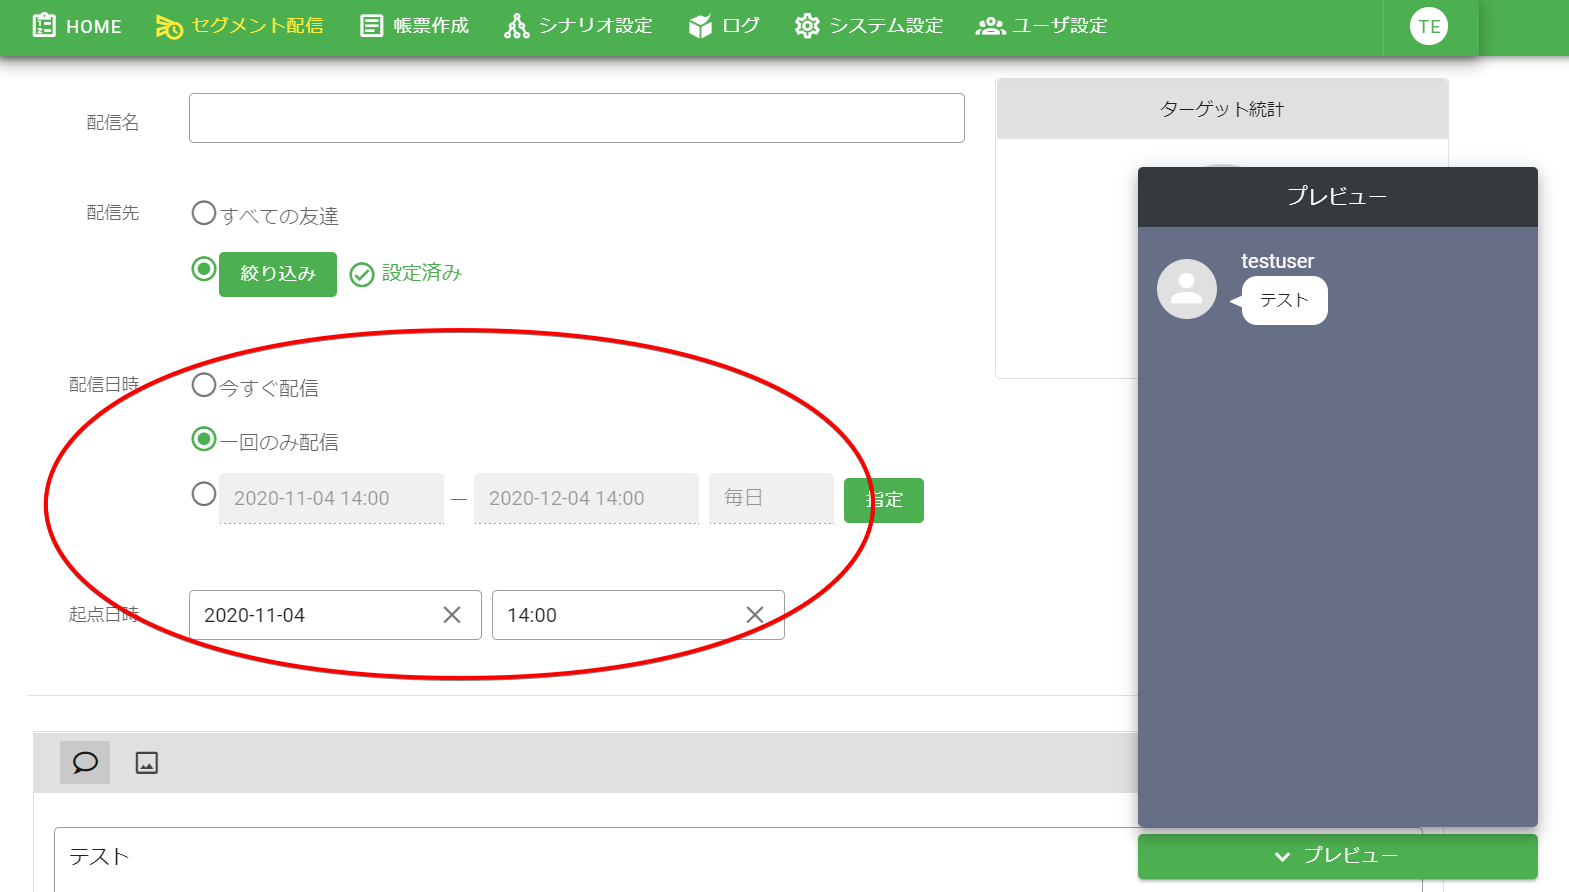 HOME セグメント配信 帳票作成 シナリオ設定 ログ システム設定 ユーザ設定 TE
配信名
配信先
すべての友達
絞り込み 設定済み
配信日時
今すぐ配信
一回のみ配信
2020-11-04 14:00 — 2020-12-04 14:00 毎日 指定
起点日時
2020-11-04 14:00
テスト
ターゲット統計
プレビュー
testuser
テスト
プレビュー